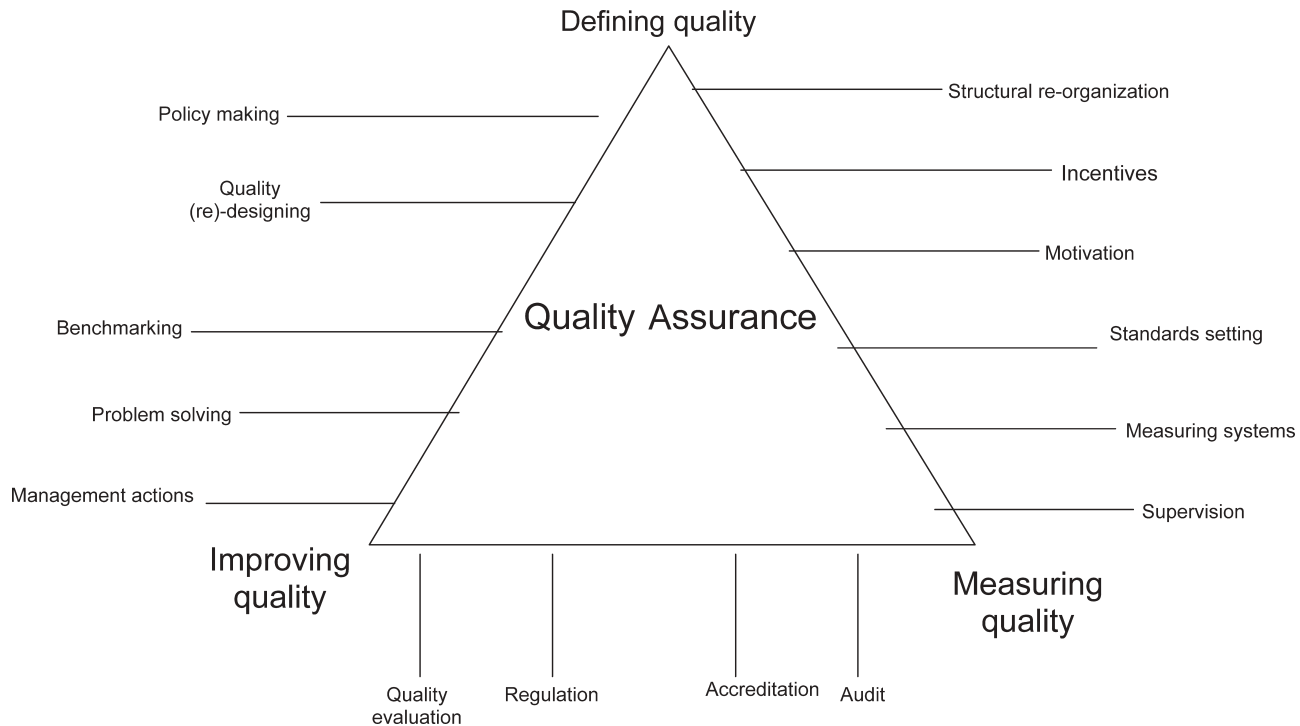 Defining quality
Structural re-organization
Policy making
Incentives
Quality
(re)-designing
Motivation
Quality Assurance
Benchmarking
Standards setting
Problem solving
Measuring systems
Management actions
Supervision
Improving
quality
Measuring
quality
Quality
evaluation
Regulation
Accreditation
Audit